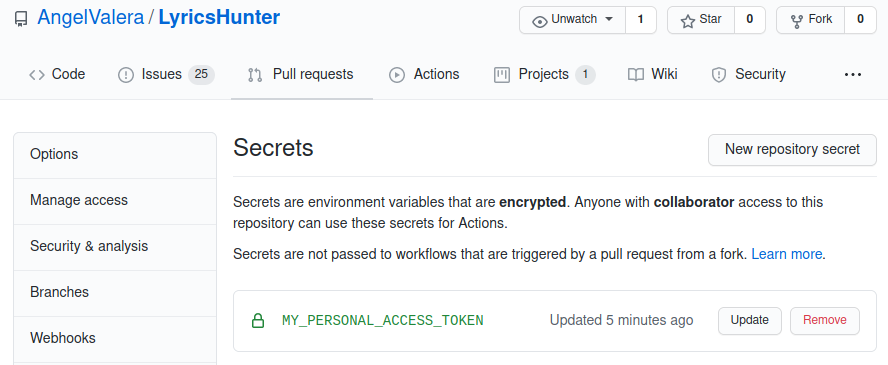 AngelValera / LyricsHunter
Unwatch 1 Star 0 Fork 0
Code Issues 25 Pull requests Actions Projects 1 Wiki Security ...
Options
Manage access
Security & analysis
Branches
Webhooks
Secrets
New repository secret
Secrets are environment variables that are encrypted. Anyone with collaborator access to this
repository can use these secrets for Actions.
Secrets are not passed to workflows that are triggered by a pull request from a fork. Learn more.
MY_PERSONAL_ACCESS_TOKEN Updated 5 minutes ago Update Remove